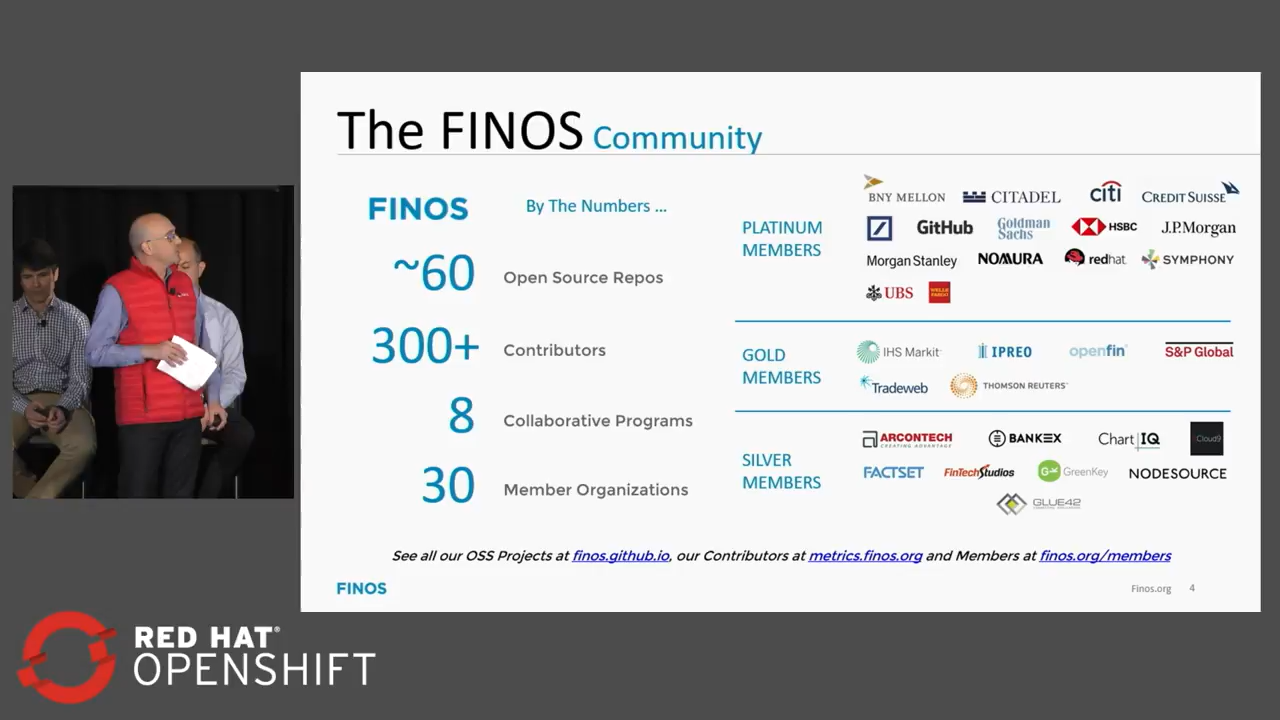 The FINOS Community
FINOS By The Numbers ...
~60 Open Source Repos
300+ Contributors
8 Collaborative Programs
30 Member Organizations
PLATINUM
MEMBERS
BNY MELLON CITADEL citi CREDIT SUISSE
GitHub Goldman
Sachs HSBC J.P.Morgan
Morgan Stanley NOMURA redhat. SYMPHONY
UBS WELLS
FARGO
GOLD
MEMBERS
IHS Markit IPREO openfin S&P Global
Tradeweb THOMSON REUTERS
SILVER
MEMBERS
ARCONTECH
CREATING ADVANTAGE
BANKEX ChartIQ Cloud9
FACTSET FinTechStudios G-K GreenKey NODESOURCE
GLUE42
See all our OSS Projects at finos.github.io, our Contributors at metrics.finos.org and Members at finos.org/members
FINOS Finos.org 4
RED HAT®
OPENSHIFT